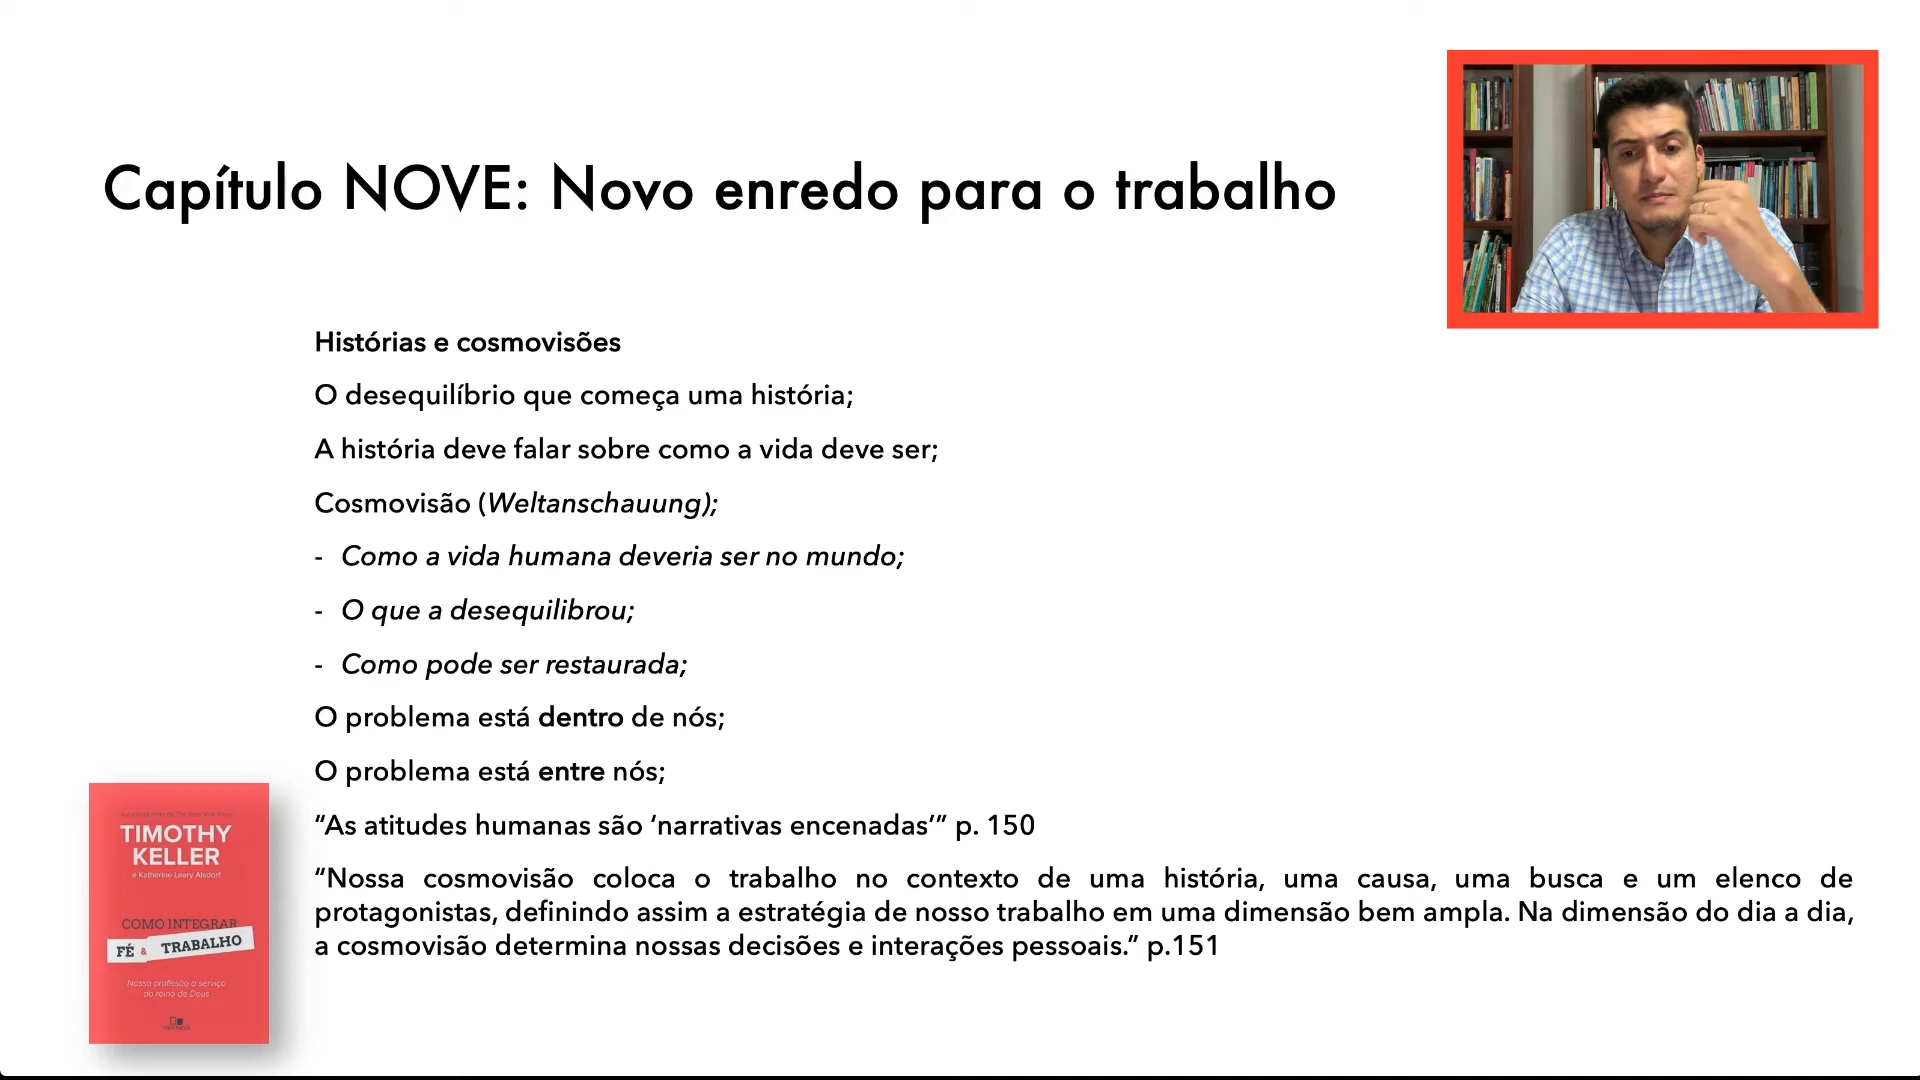 Capítulo NOVE: Novo enredo para o trabalho
Histórias e cosmovisões
O desequilíbrio que começa uma história;
A história deve falar sobre como a vida deve ser;
Cosmovisão (Weltanschauung);
- Como a vida humana deveria ser no mundo;
- O que a desequilibrou;
- Como pode ser restaurada;
O problema está dentro de nós;
O problema está entre nós;
“As atitudes humanas são ‘narrativas encenadas’” p. 150
“Nossa cosmovisão coloca o trabalho no contexto de uma história, uma causa, uma busca e um elenco de
protagonistas, definindo assim a estratégia de nosso trabalho em uma dimensão bem ampla. Na dimensão do dia a dia,
a cosmovisão determina nossas decisões e interações pessoais.” p.151
TIMOTHY
KELLER
e Katherine Leary Alsdorf
COMO INTEGRAR
FÉ & TRABALHO
Nossa profissão a serviço
do reino de Deus